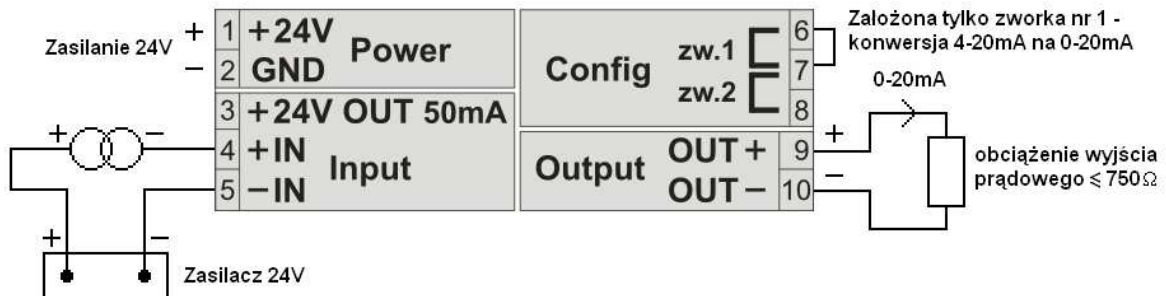 Zasilanie 24V
+
−
1 +24V
2 GND
Power
3 +24V OUT 50mA
4 +IN
5 −IN
Input
+ −
+ −
Zasilacz 24V
Config
zw.1
zw.2
6
7
8
Output
OUT+ 9
OUT− 10
+
−
Założona tylko zworka nr 1 -
konwersja 4-20mA na 0-20mA
0-20mA
obciążenie wyjścia
prądowego ⩽ 750Ω